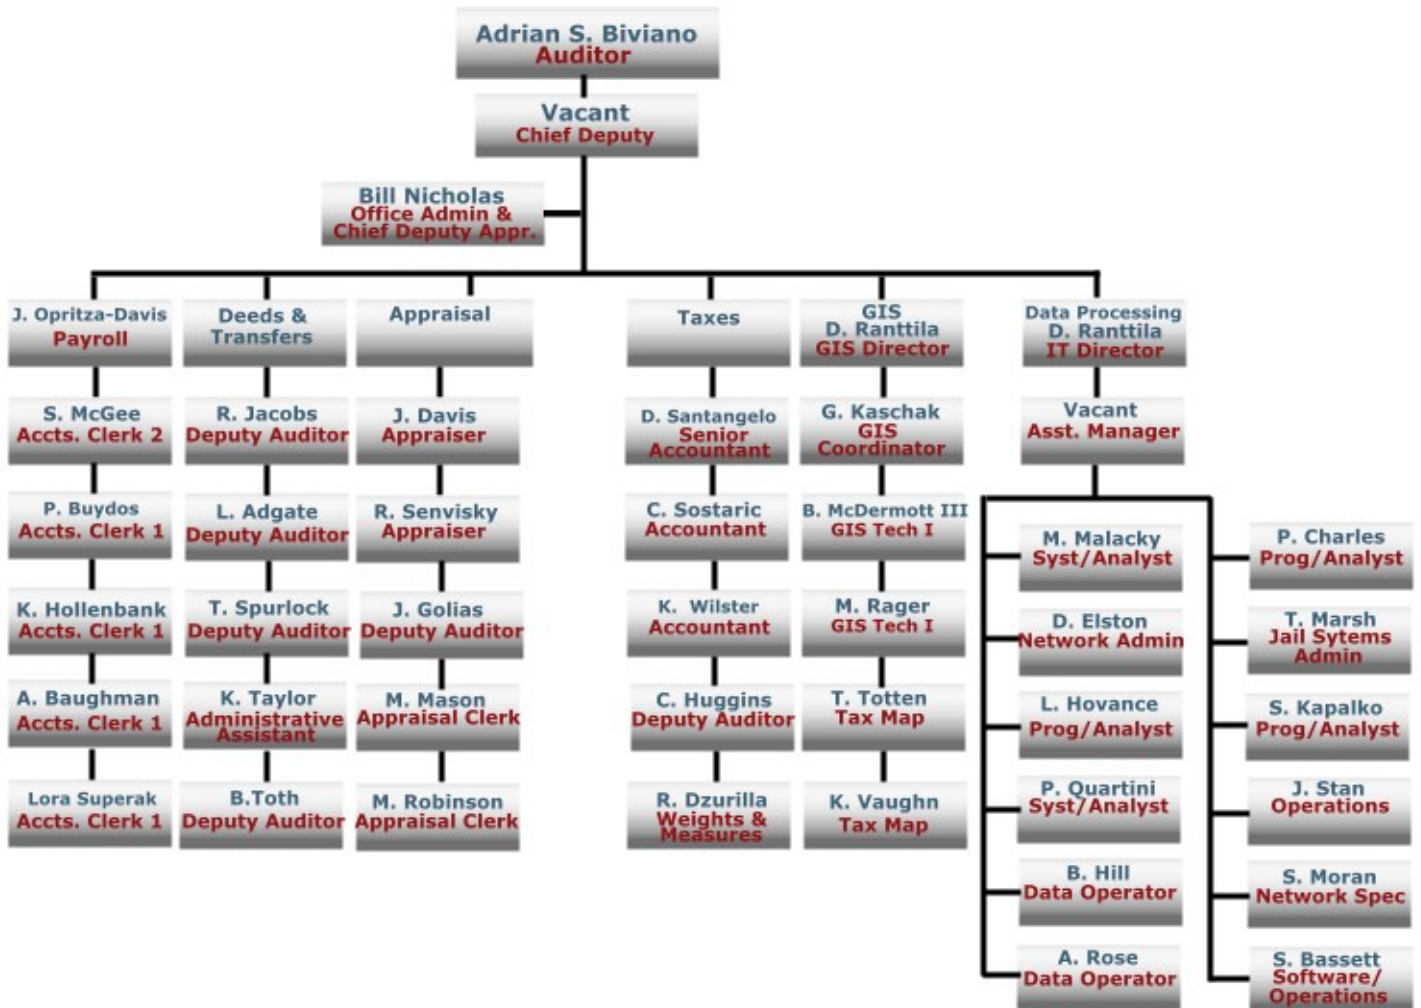 Adrian S. Biviano
Auditor
Vacant
Chief Deputy
Bill Nicholas
Office Admin &
Chief Deputy Appr.
J. Opritza-Davis
Payroll
S. McGee
Accts. Clerk 2
P. Buydos
Accts. Clerk 1
K. Hollenbank
Accts. Clerk 1
A. Baughman
Accts. Clerk 1
Lora Superak
Accts. Clerk 1
Deeds &
Transfers
R. Jacobs
Deputy Auditor
L. Adgate
Deputy Auditor
T. Spurlock
Deputy Auditor
K. Taylor
Administrative
Assistant
B.Toth
Deputy Auditor
Appraisal
J. Davis
Appraiser
R. Senvisky
Appraiser
J. Golias
Deputy Auditor
M. Mason
Appraisal Clerk
M. Robinson
Appraisal Clerk
Taxes
D. Santangelo
Senior
Accountant
C. Sostaric
Accountant
K. Wilster
Accountant
C. Huggins
Deputy Auditor
R. Dzurilla
Weights &
Measures
GIS
D. Ranttila
GIS Director
G. Kaschak
GIS
Coordinator
B. McDermott III
GIS Tech I
M. Rager
GIS Tech I
T. Totten
Tax Map
K. Vaughn
Tax Map
Data Processing
D. Ranttila
IT Director
Vacant
Asst. Manager
M. Malacky
Syst/Analyst
D. Elston
Network Admin
L. Hovance
Prog/Analyst
P. Quartini
Syst/Analyst
B. Hill
Data Operator
A. Rose
Data Operator
P. Charles
Prog/Analyst
T. Marsh
Jail Sytems
Admin
S. Kapalko
Prog/Analyst
J. Stan
Operations
S. Moran
Network Spec
S. Bassett
Software/
Operations